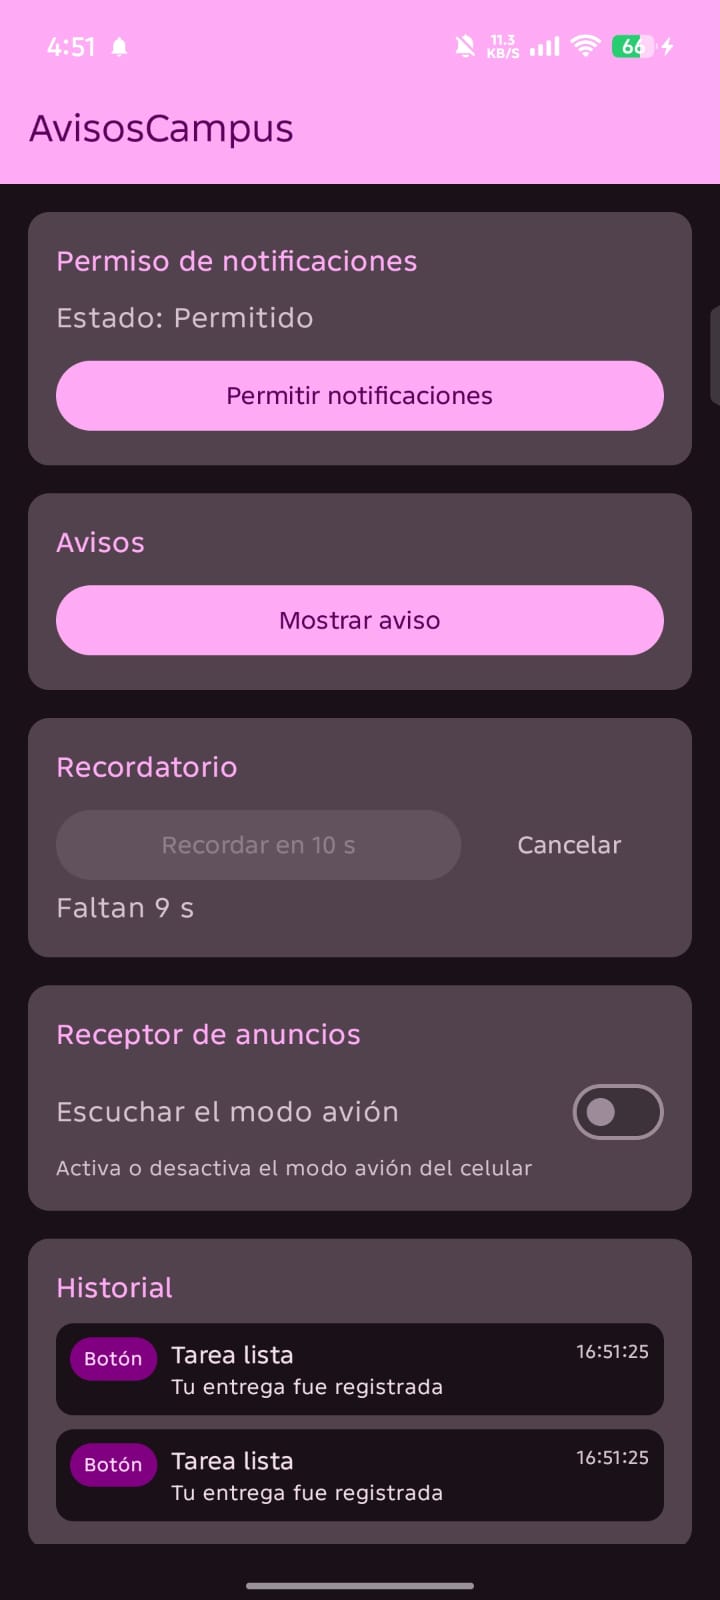 4:51
11.3
KB/S
66
AvisosCampus
Permiso de notificaciones
Estado: Permitido
Permitir notificaciones
Avisos
Mostrar aviso
Recordatorio
Recordar en 10 s
Cancelar
Faltan 9 s
Receptor de anuncios
Escuchar el modo avión
Activa o desactiva el modo avión del celular
Historial
Botón
Tarea lista
16:51:25
Tu entrega fue registrada
Botón
Tarea lista
16:51:25
Tu entrega fue registrada